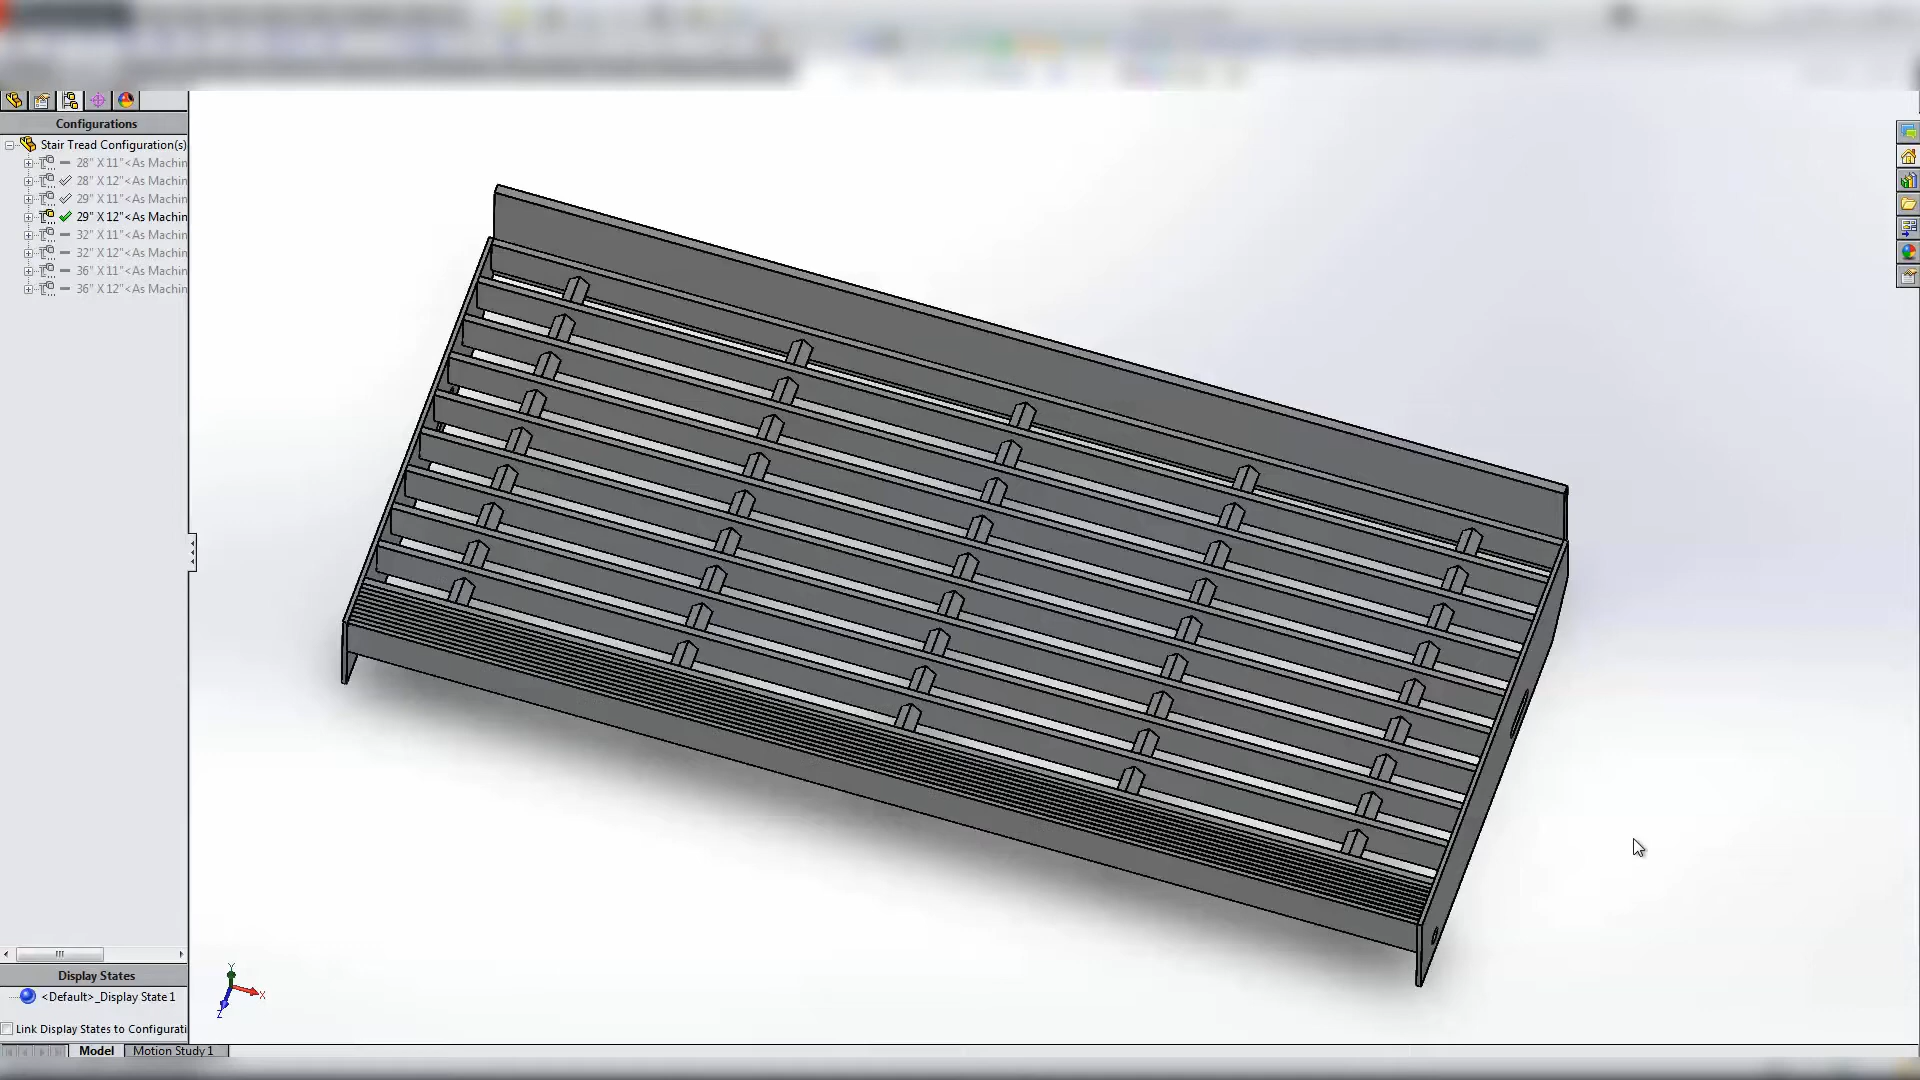 Configurations
Stair Tread Configuration(s)
28" X 11"<As Machin
28" X 12"<As Machin
29" X 11"<As Machin
29" X 12"<As Machin
32" X 11"<As Machin
32" X 12"<As Machin
36" X 11"<As Machin
36" X 12"<As Machin
Display States
<Default>_Display State 1
Link Display States to Configurati
Model
Motion Study 1
Y
X
Z